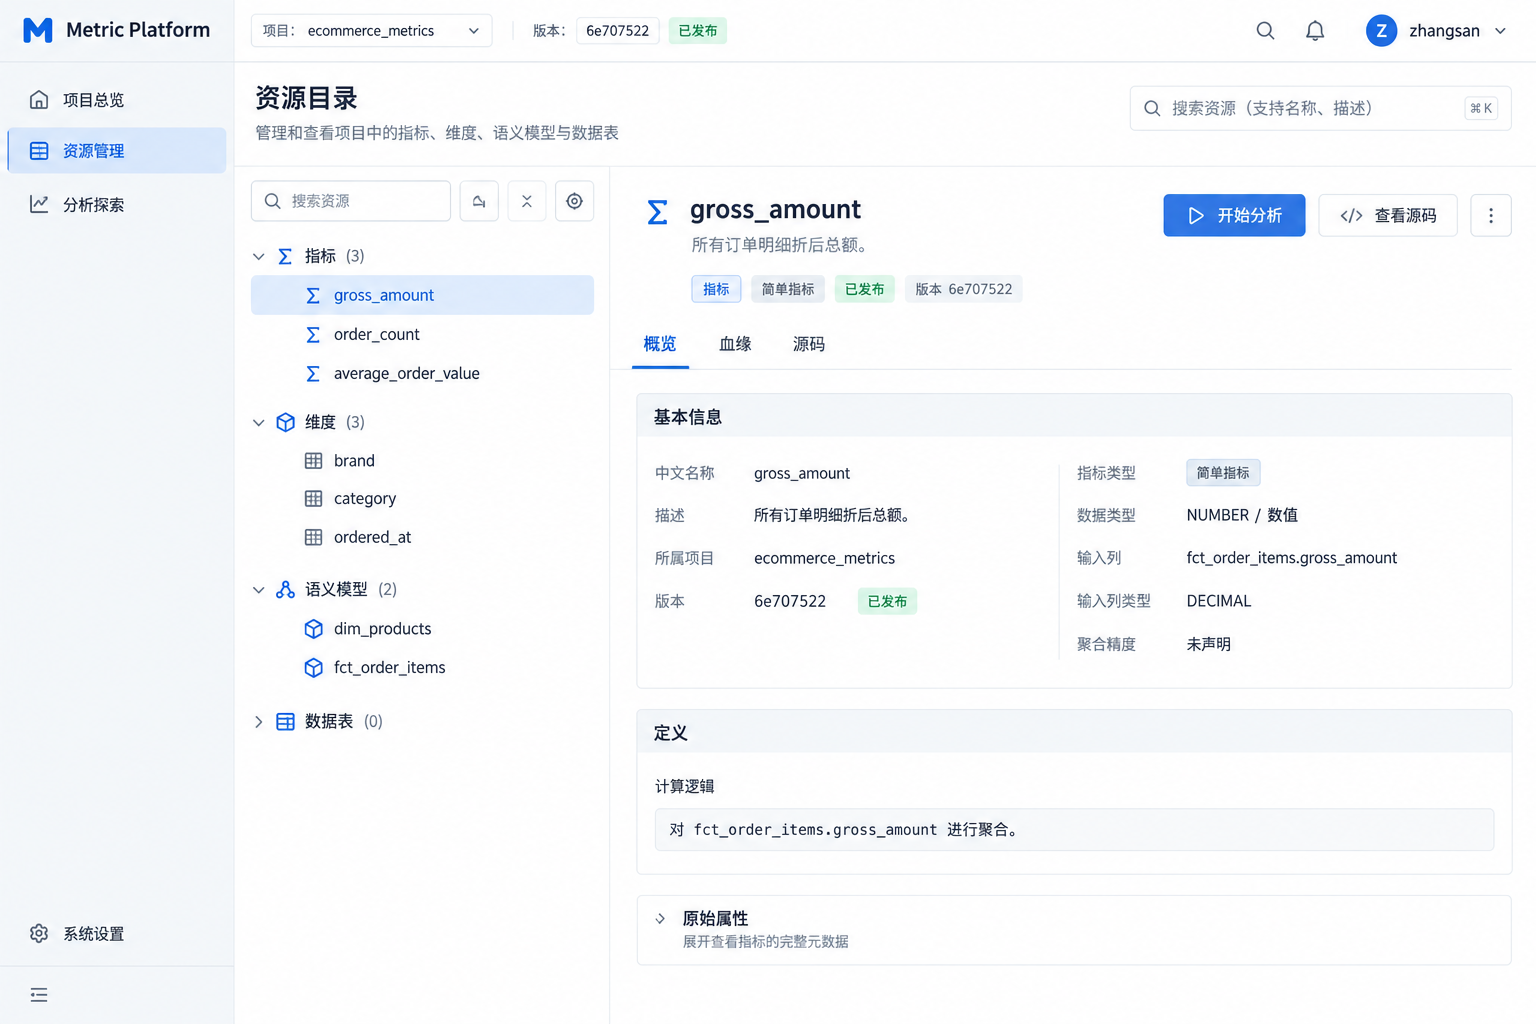 Metric Platform
项目： ecommerce_metrics
版本： 6e707522 已发布
Z zhangsan
项目总览
资源管理
分析探索
系统设置
资源目录
管理和查看项目中的指标、维度、语义模型与数据表
搜索资源（支持名称、描述） ⌘ K
搜索资源
指标 (3)
gross_amount
order_count
average_order_value
维度 (3)
brand
category
ordered_at
语义模型 (2)
dim_products
fct_order_items
数据表 (0)
gross_amount
所有订单明细折后总额。
开始分析
查看源码
指标 简单指标 已发布 版本 6e707522
概览 血缘 源码
基本信息
中文名称 gross_amount
描述 所有订单明细折后总额。
所属项目 ecommerce_metrics
版本 6e707522 已发布
指标类型 简单指标
数据类型 NUMBER / 数值
输入列 fct_order_items.gross_amount
输入列类型 DECIMAL
聚合精度 未声明
定义
计算逻辑
对 fct_order_items.gross_amount 进行聚合。
原始属性
展开查看指标的完整元数据